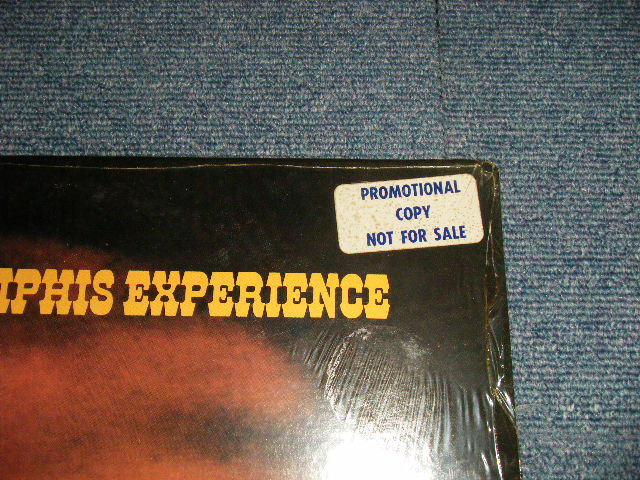 PROMOTIONAL
COPY
NOT FOR SALE
IPHIS EXPERIENCE